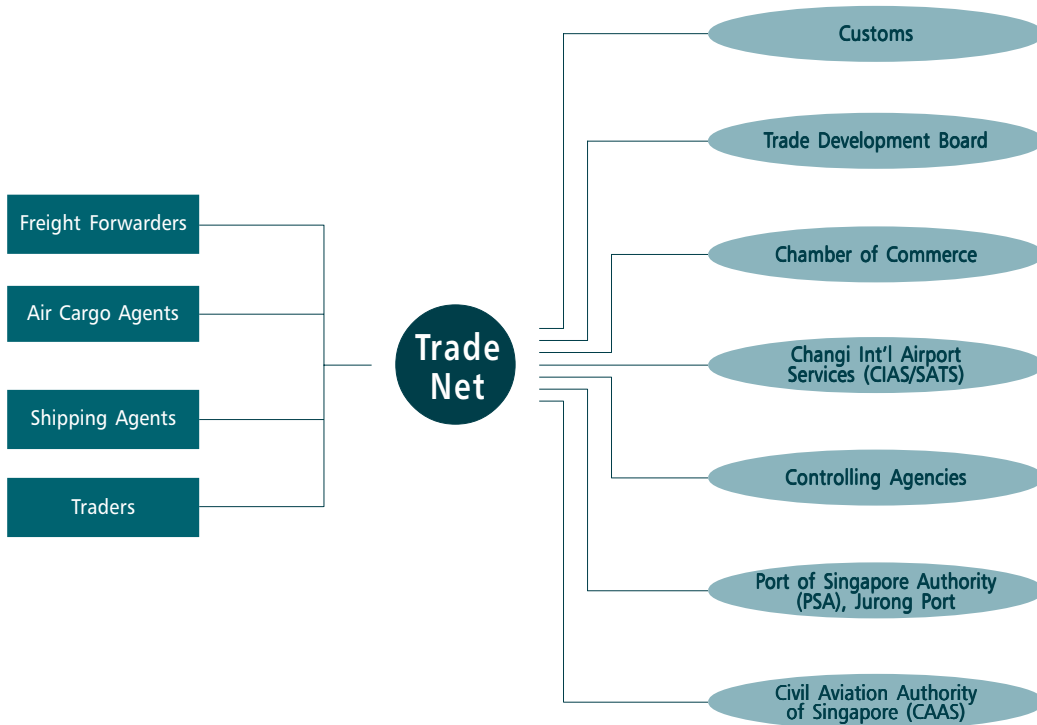 Freight Forwarders
Air Cargo Agents
Shipping Agents
Traders
Trade
Net
Customs
Trade Development Board
Chamber of Commerce
Changi Int'l Airport
Services (CIAS/SATS)
Controlling Agencies
Port of Singapore Authority
(PSA), Jurong Port
Civil Aviation Authority
of Singapore (CAAS)